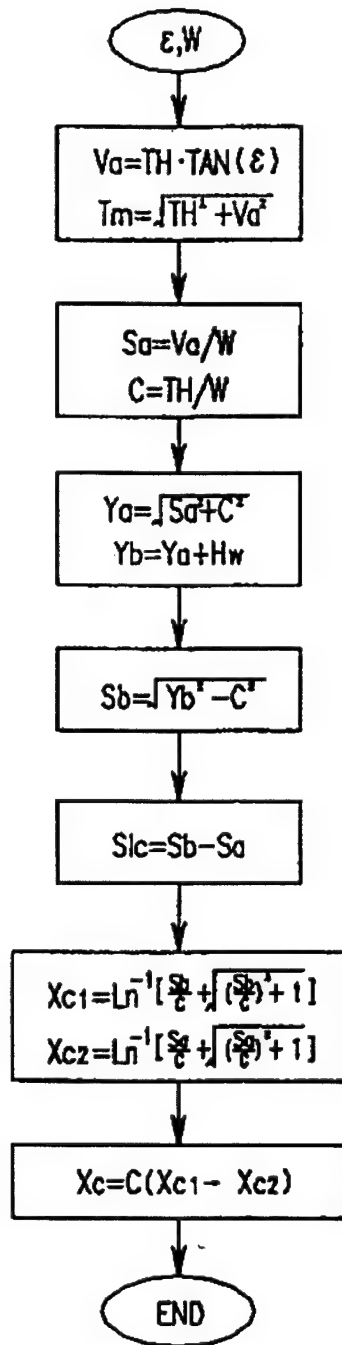 ε,W
Va=TH·TAN(ε)
Tm=√TH²+Va²
Sa=Va/W
C=TH/W
Ya=√Sa²+C²
Yb=Ya+Hw
Sb=√Yb²-C²
Slc=Sb-Sa
Xc1=Ln⁻¹[Sb/C+√(Sb/C)²+1]
Xc2=Ln⁻¹[Sa/C+√(Sa/C)²+1]
Xc=C(Xc1- Xc2)
END